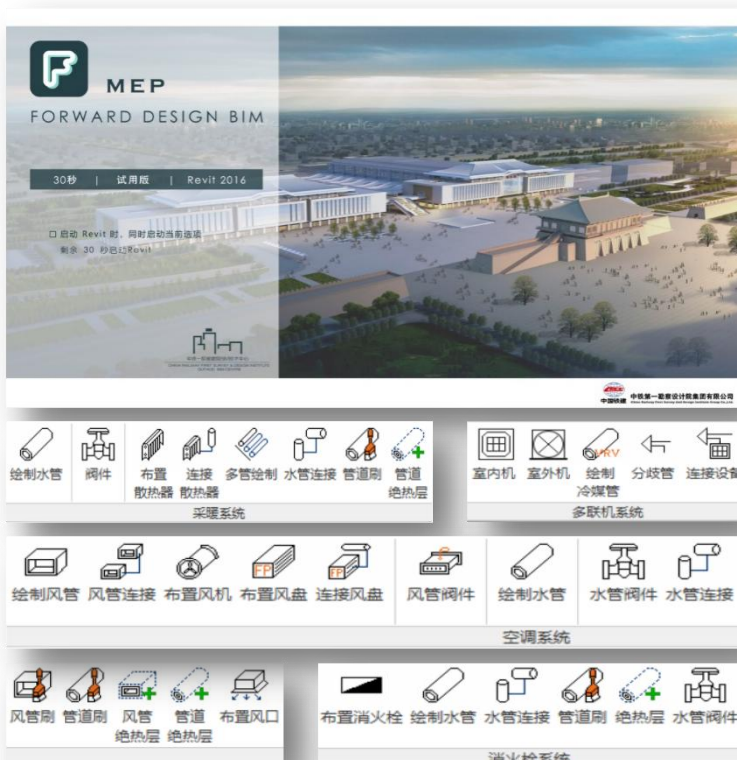 MEP
FORWARD DESIGN BIM
30秒 | 试用版 | Revit 2016
启动 Revit 时，同时启动当前选项
剩余 30 秒启动Revit
中国铁建
中铁第一勘察设计院集团有限公司
绘制水管 阀件 布置散热器 连接散热器 多管绘制 水管连接 管道刷 管道绝热层
采暖系统
室内机 室外机 绘制冷媒管 分歧管 连接设备
VRV
多联机系统
绘制风管 风管连接 布置风机 布置风盘 连接风盘 风管阀件 绘制水管 水管阀件 水管连接
FP FP
空调系统
风管刷 管道刷 风管绝热层 管道绝热层 布置风口
布置消火栓 绘制水管 水管连接 管道刷 绝热层 水管阀件
消火栓系统